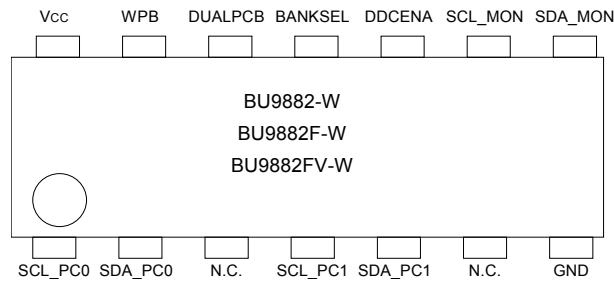 Vcc WPB DUALPCB BANKSEL DDCENA SCL_MON SDA_MON
BU9882-W
BU9882F-W
BU9882FV-W
SCL_PC0 SDA_PC0 N.C. SCL_PC1 SDA_PC1 N.C. GND